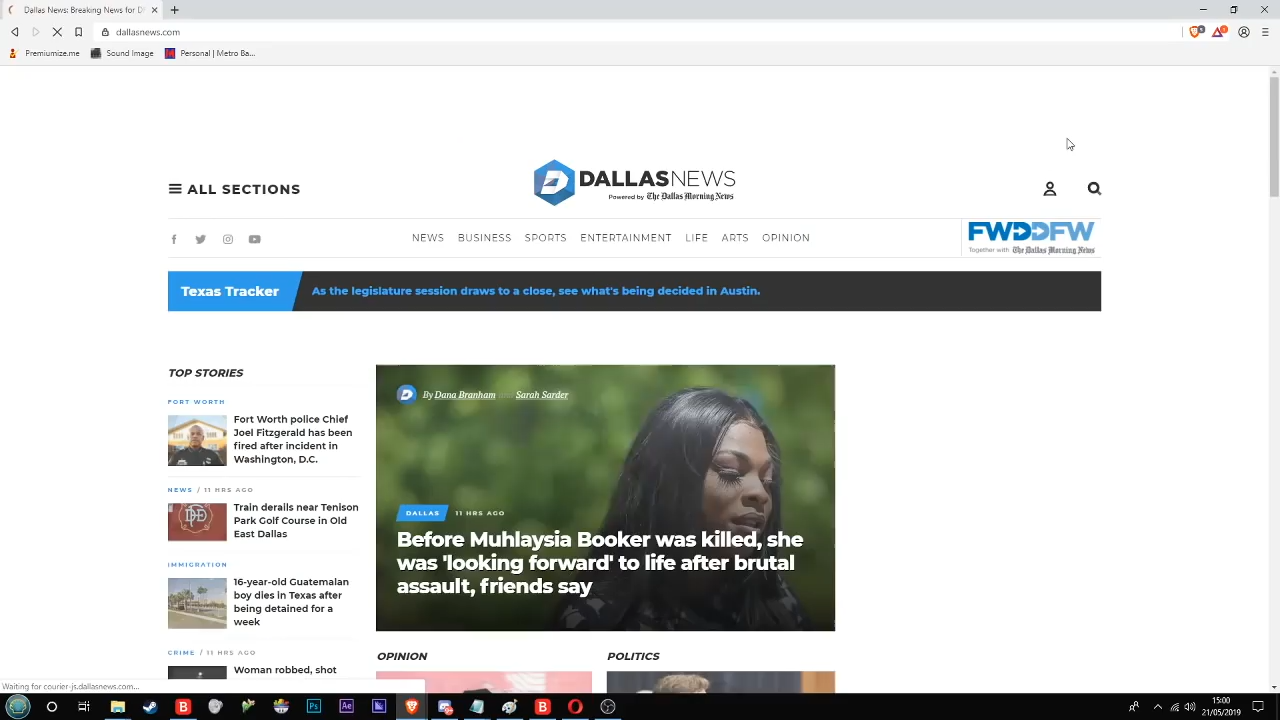 Dallas News: Breaking News for D
dallasnews.com
Premiumize.me
Sound Image
Personal | Metro Ba...
ALL SECTIONS
DALLASNEWS
Powered by The Dallas Morning News
NEWS BUSINESS SPORTS ENTERTAINMENT LIFE ARTS OPINION
FWDDFW
Together with The Dallas Morning News
Texas Tracker
As the legislature session draws to a close, see what's being decided in Austin.
TOP STORIES
FORT WORTH
Fort Worth police Chief
Joel Fitzgerald has been
fired after incident in
Washington, D.C.
NEWS / 11 HRS AGO
Train derails near Tenison
Park Golf Course in Old
East Dallas
IMMIGRATION
16-year-old Guatemalan
boy dies in Texas after
being detained for a
week
CRIME / 11 HRS AGO
Woman robbed, shot
By Dana Branham and Sarah Sarder
DALLAS 11 HRS AGO
Before Muhlaysia Booker was killed, she
was 'looking forward' to life after brutal
assault, friends say
OPINION
POLITICS
Waiting for courier-js.dallasnews.com...
15:00
21/05/2019